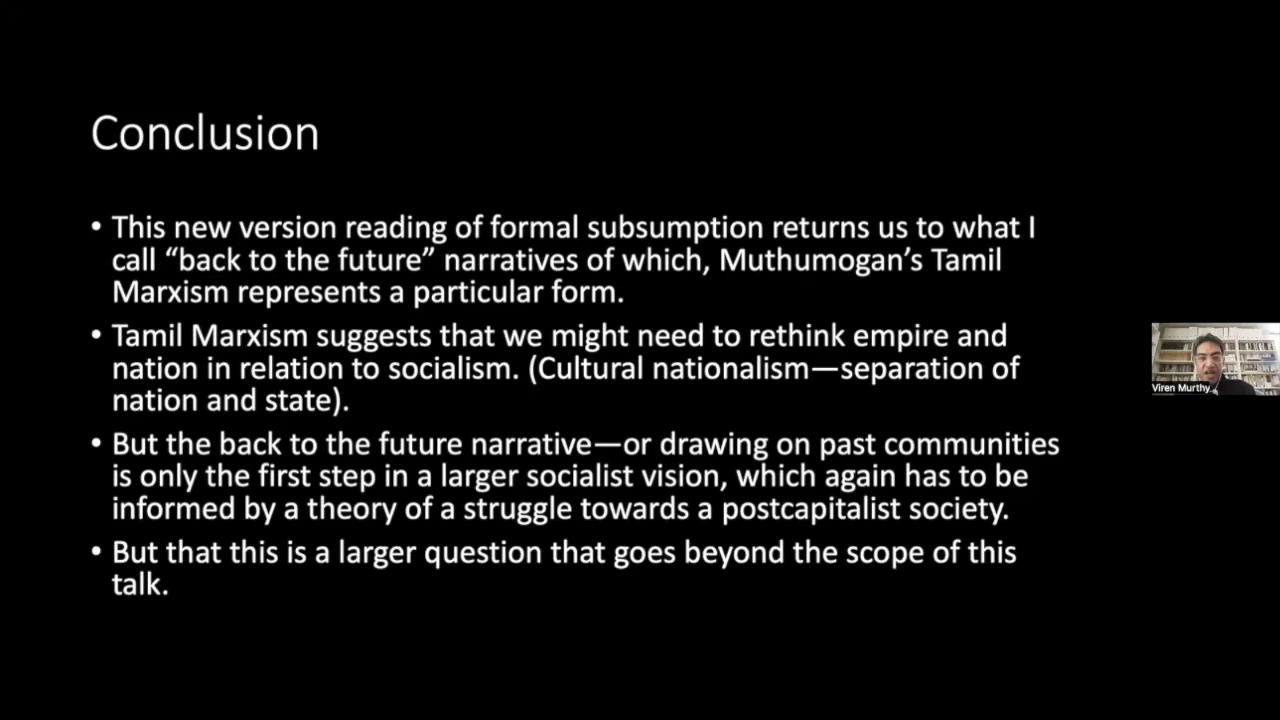 Conclusion
• This new version reading of formal subsumption returns us to what I
call “back to the future” narratives of which, Muthumogan’s Tamil
Marxism represents a particular form.
• Tamil Marxism suggests that we might need to rethink empire and
nation in relation to socialism. (Cultural nationalism—separation of
nation and state).
• But the back to the future narrative—or drawing on past communities
is only the first step in a larger socialist vision, which again has to be
informed by a theory of a struggle towards a postcapitalist society.
• But that this is a larger question that goes beyond the scope of this
talk.
Viren Murthy